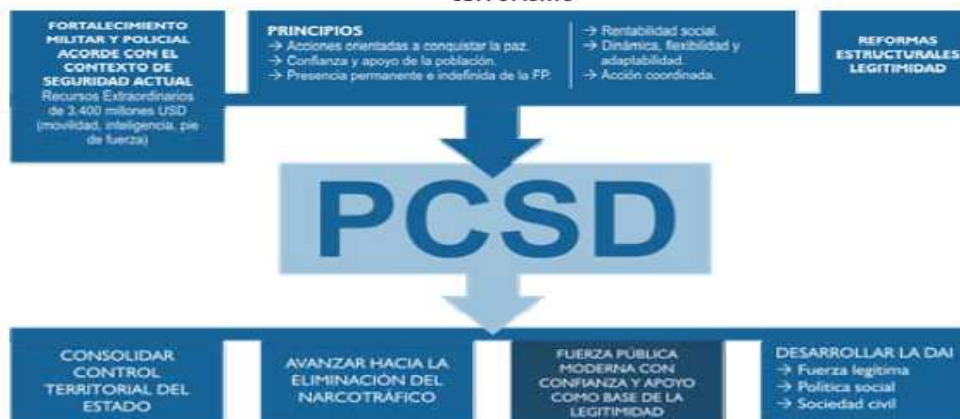 FORTALECIMIENTO
MILITAR Y POLICIAL
ACORDE CON EL
CONTEXTO DE
SEGURIDAD ACTUAL
Recursos Extraordinarios
de 3.400 millones USD
(movilidad, inteligencia, pie
de fuerza)
PRINCIPIOS
→ Acciones orientadas a conquistar la paz.
→ Confianza y apoyo de la población.
→ Presencia permanente e indefinida de la FP.
→ Rentabilidad social.
→ Dinámica, flexibilidad y
adaptabilidad.
→ Acción coordinada.
REFORMAS
ESTRUCTURALES
LEGITIMIDAD
PCSD
CONSOLIDAR
CONTROL
TERRITORIAL DEL
ESTADO
AVANZAR HACIA LA
ELIMINACIÓN DEL
NARCOTRÁFICO
FUERZA PÚBLICA
MODERNA CON
CONFIANZA Y APOYO
COMO BASE DE LA
LEGITIMIDAD
DESARROLLAR LA DAI
→ Fuerza legítima
→ Política social
→ Sociedad civil